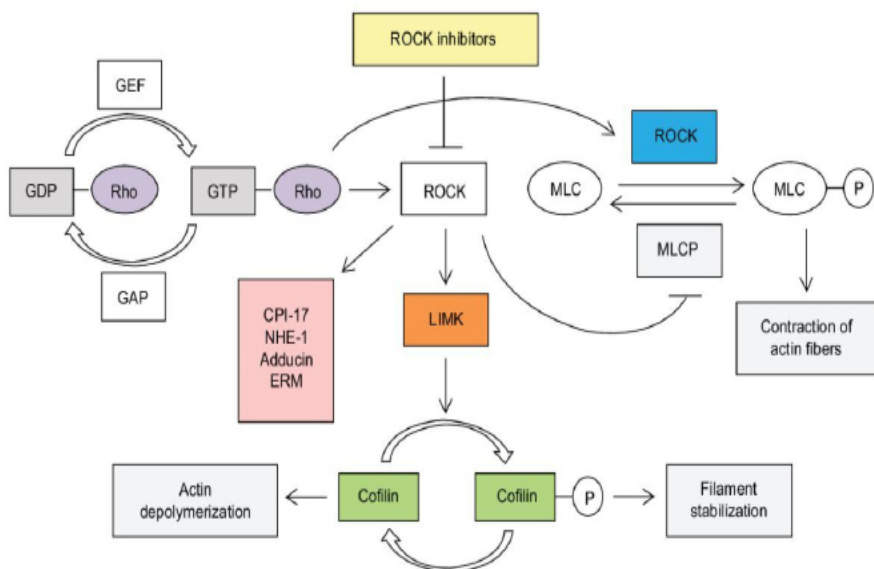 ROCK inhibitors
GEF
GDP
Rho
GTP
Rho
ROCK
ROCK
MLC
MLC
P
GAP
MLCP
CPI-17
NHE-1
Adducin
ERM
LIMK
Contraction of
actin fibers
Actin
depolymerization
Cofilin
Cofilin
P
Filament
stabilization